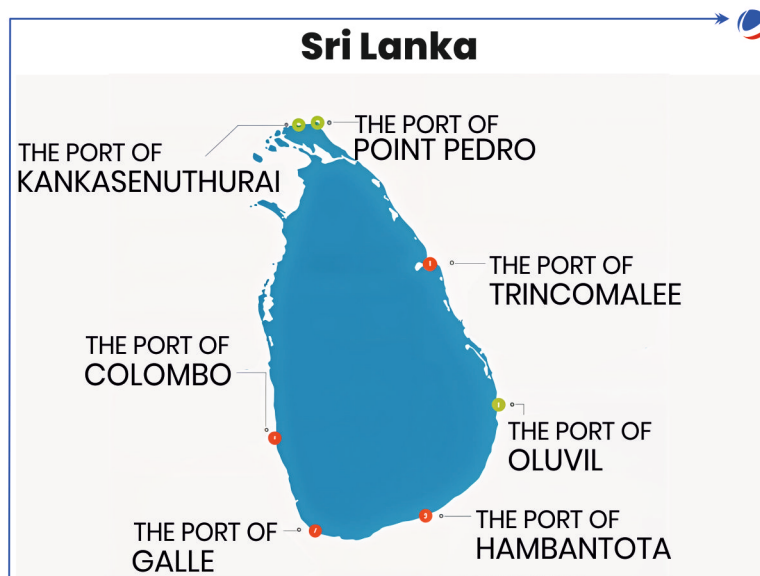 Sri Lanka
THE PORT OF
POINT PEDRO
THE PORT OF
KANKASENUTHURAI
THE PORT OF
TRINCOMALEE
THE PORT OF
COLOMBO
THE PORT OF
OLUVIL
THE PORT OF
HAMBANTOTA
THE PORT OF
GALLE